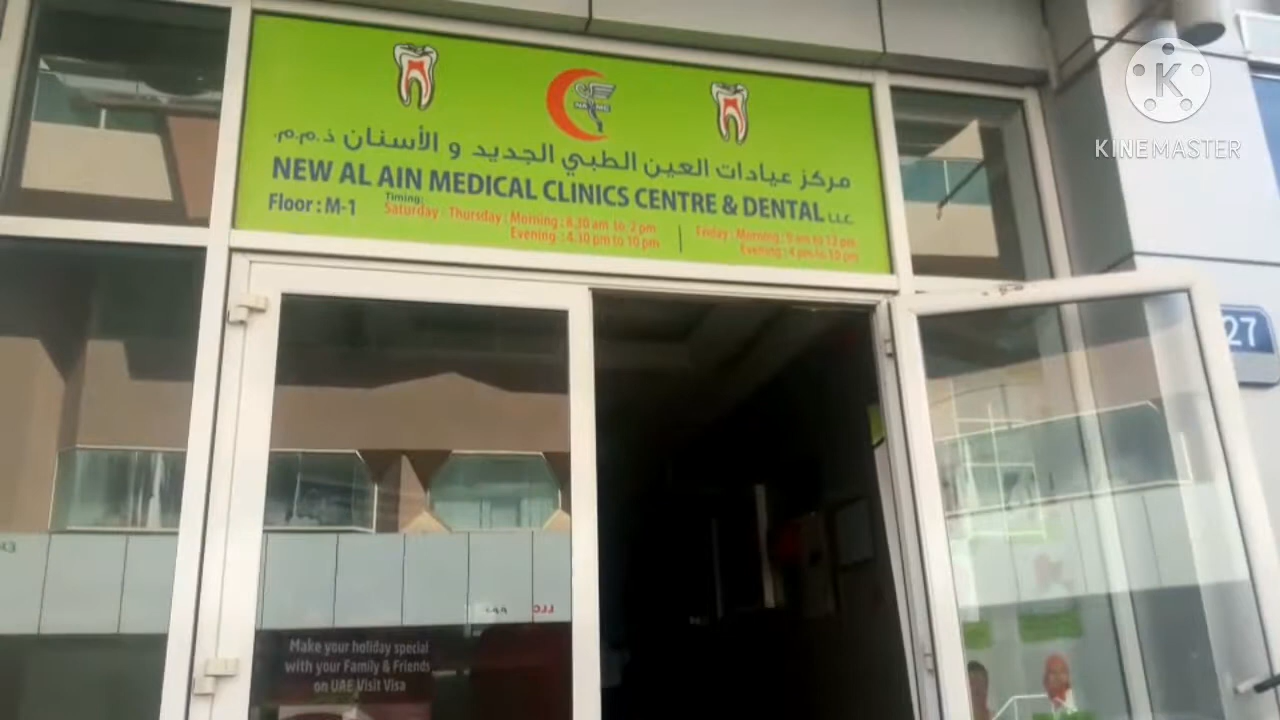 KINEMASTER
NAMC
مركز عيادات العين الطبي الجديد و الأسنان ذ.م.م.
NEW AL AIN MEDICAL CLINICS CENTRE & DENTAL LLC
Floor : M-1
Timing:
Saturday - Thursday : Morning : 8.30 am to 2 pm
Evening : 4.30 pm to 10 pm
Friday : Morning : 9 am to 12 pm
Evening : 4 pm to 10 pm
27
Make your holiday special
with your Family & Friends
on UAE Visit Visa